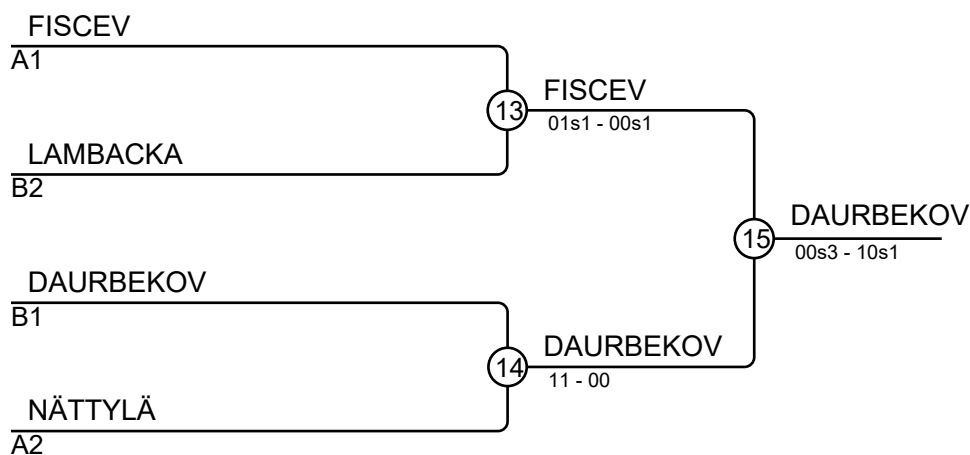 FISCEV
A1
13
FISCEV
01s1 - 00s1
LAMBACKA
B2
15
DAURBEKOV
00s3 - 10s1
DAURBEKOV
B1
14
DAURBEKOV
11 - 00
NÄTTYLÄ
A2